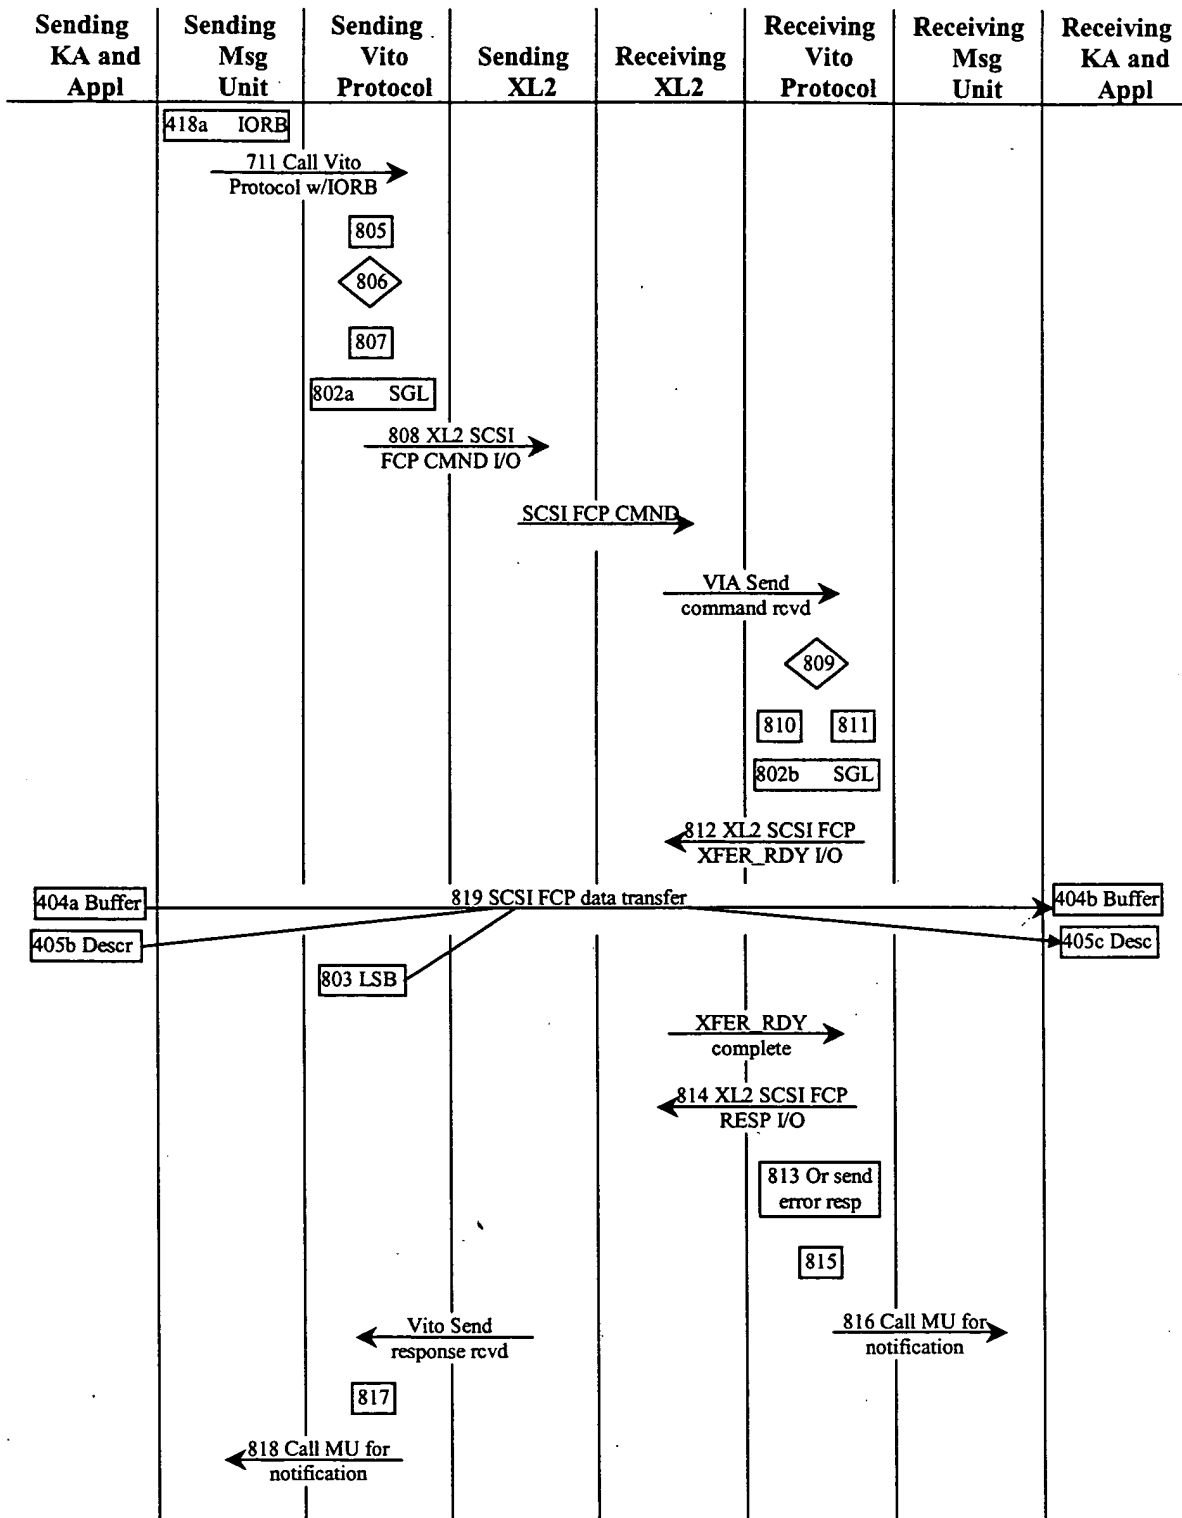 Sending Sending Sending Receiving Receiving Receiving
KA and Msg Vito Sending Receiving Vito Msg KA and
Appl Unit Protocol XL2 XL2 Protocol Unit Appl
418a IORB
711 Call Vito
Protocol w/IORB
805
806
807
802a SGL
808 XL2 SCSI
FCP CMND I/O
SCSI FCP CMND
VIA Send
command rcvd
809
810 811
802b SGL
812 XL2 SCSI FCP
XFER_RDY I/O
404a Buffer 819 SCSI FCP data transfer 404b Buffer
405b Descr 405c Desc
803 LSB
XFER_RDY
complete
814 XL2 SCSI FCP
RESP I/O
813 Or send
error resp
815
Vito Send 816 Call MU for
response rcvd notification
817
818 Call MU for
notification